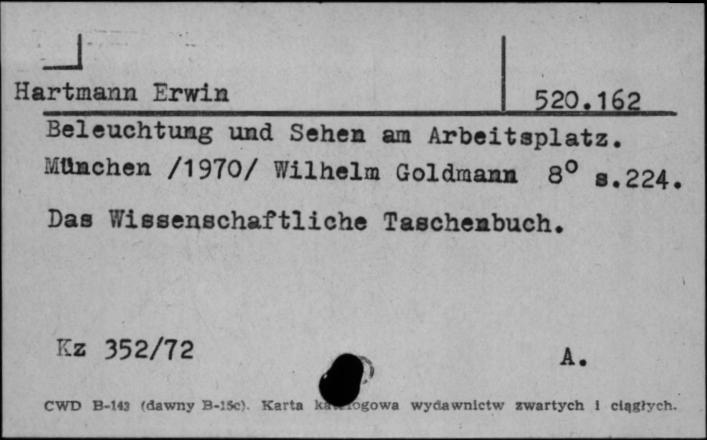 Hartmann Erwin
520.162
Beleuchtung und Sehen am Arbeitsplatz.
München /1970/ Wilhelm Goldmann 8° s.224.
Das Wissenschaftliche Taschenbuch.
Kz 352/72
A.
CWD B-143 (dawny B-15c). Karta wydawnictw zwartych i ciągłych.